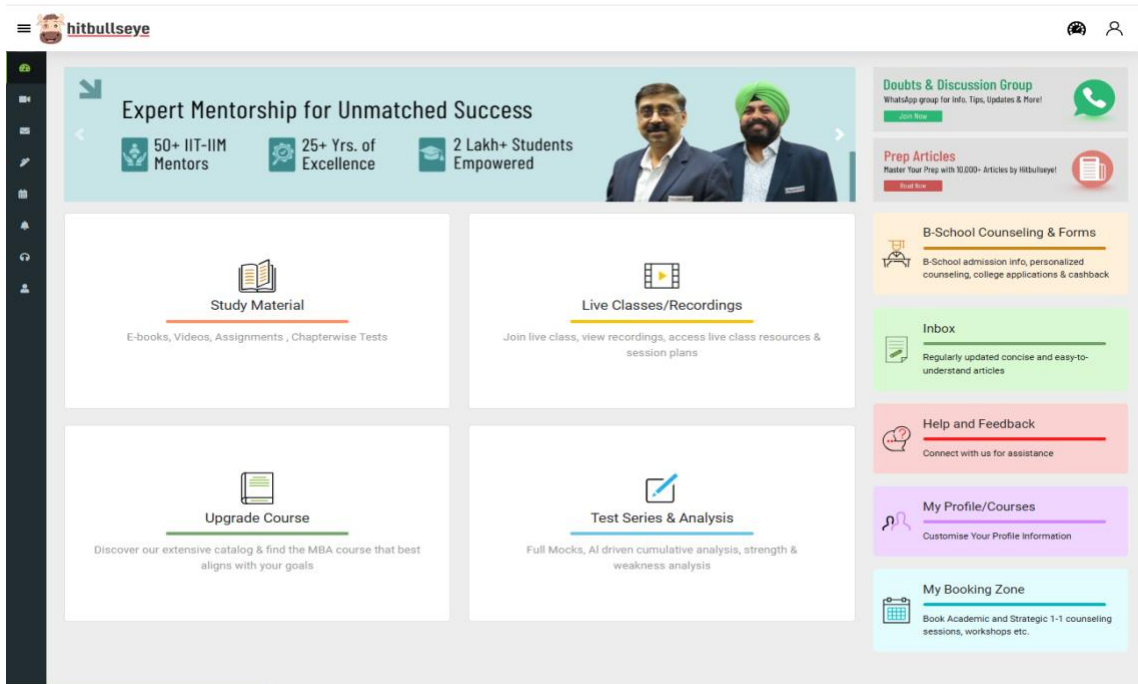 hitbullseye
Expert Mentorship for Unmatched Success
50+ IIT-IIM
Mentors
25+ Yrs. of
Excellence
2 Lakh+ Students
Empowered
Doubts & Discussion Group
WhatsApp group for Info, Tips, Updates & More!
Join Now
Prep Articles
Master Your Prep with 10,000+ Articles by Hitbullseye!
Read Now
Study Material
E-books, Videos, Assignments , Chapterwise Tests
Live Classes/Recordings
Join live class, view recordings, access live class resources &
session plans
Upgrade Course
Discover our extensive catalog & find the MBA course that best
aligns with your goals
Test Series & Analysis
Full Mocks, AI driven cumulative analysis, strength &
weakness analysis
B-School Counseling & Forms
B-School admission info, personalized
counseling, college applications & cashback
Inbox
Regularly updated concise and easy-to-
understand articles
Help and Feedback
Connect with us for assistance
My Profile/Courses
Customise Your Profile Information
My Booking Zone
Book Academic and Strategic 1-1 counseling
sessions, workshops etc.